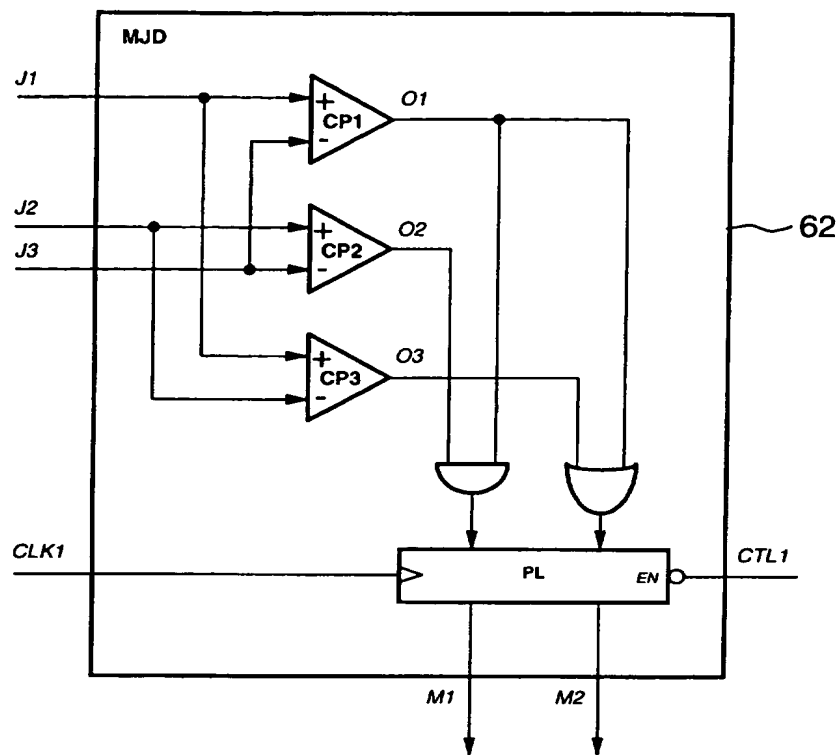 MJD
J1
+
CP1
-
O1
J2
+
CP2
-
O2
J3
62
+
CP3
-
O3
CLK1
PL
EN
CTL1
M1
M2